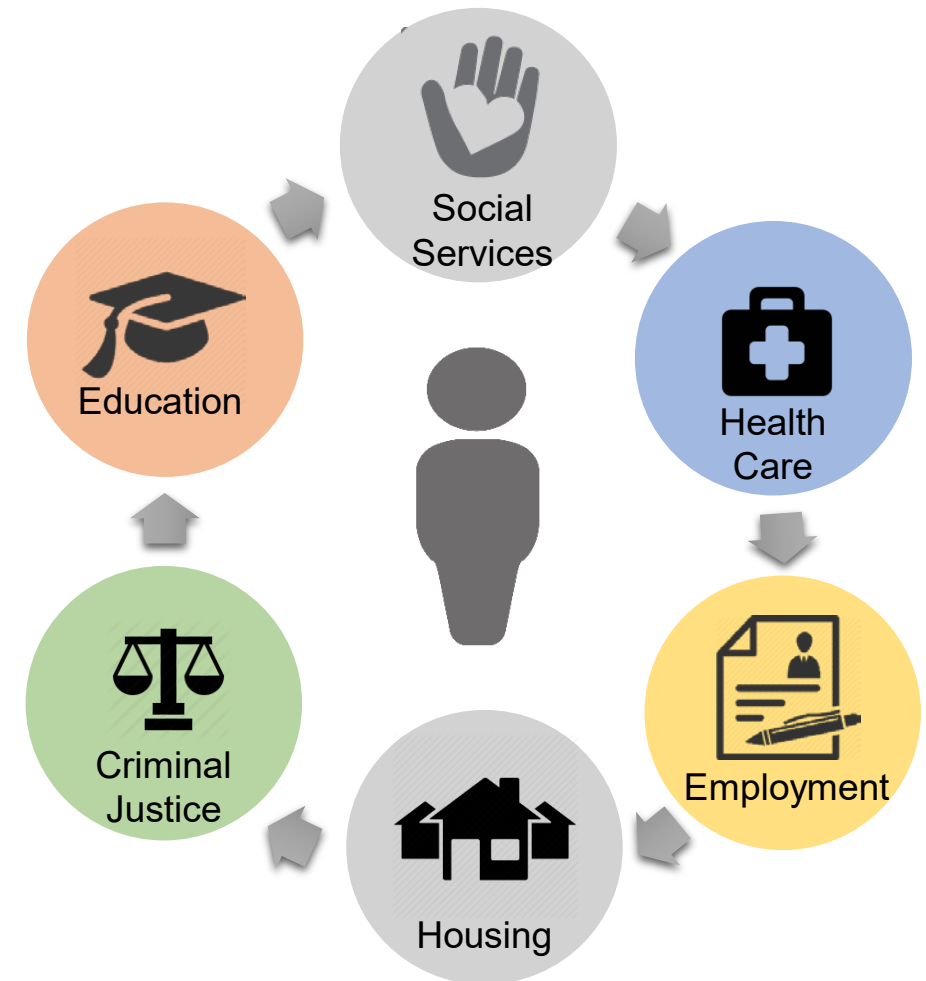 Social
Services
Health
Care
Employment
Housing
Criminal
Justice
Education